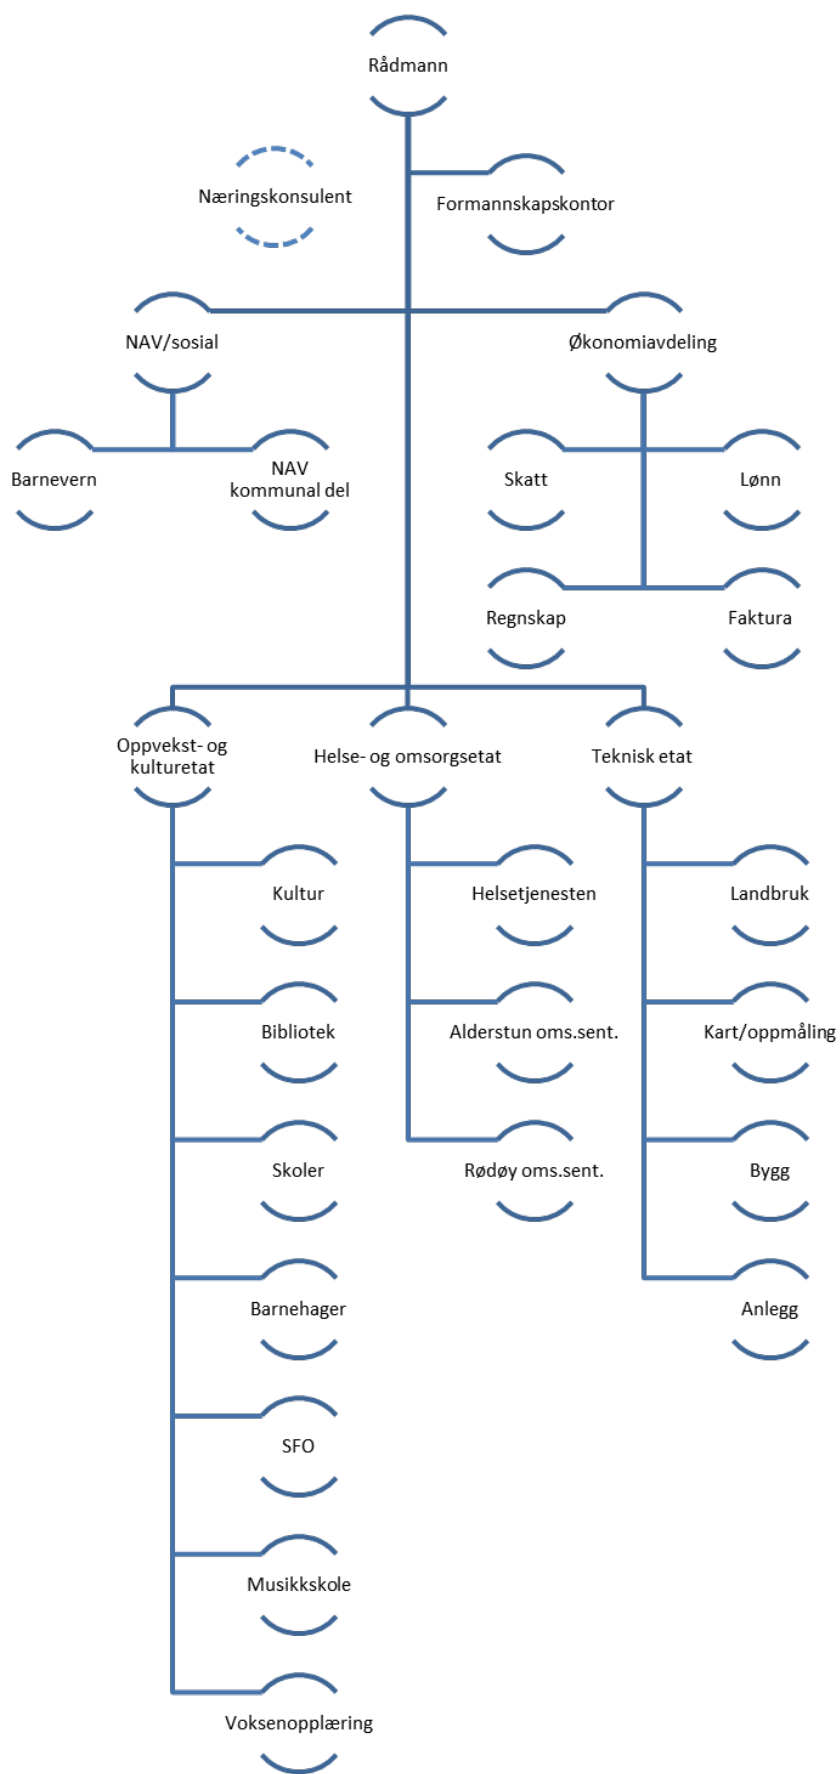 Rådmann
Næringskonsulent
Formannskapskontor
NAV/sosial
Økonomiavdeling
Barnevern
NAV
kommunal del
Skatt
Lønn
Regnskap
Faktura
Oppvekst- og
kulturetat
Helse- og omsorgsetat
Teknisk etat
Kultur
Helsetjenesten
Landbruk
Bibliotek
Alderstun oms.sent.
Kart/oppmåling
Skoler
Rødøy oms.sent.
Bygg
Barnehager
Anlegg
SFO
Musikkskole
Voksenopplæring